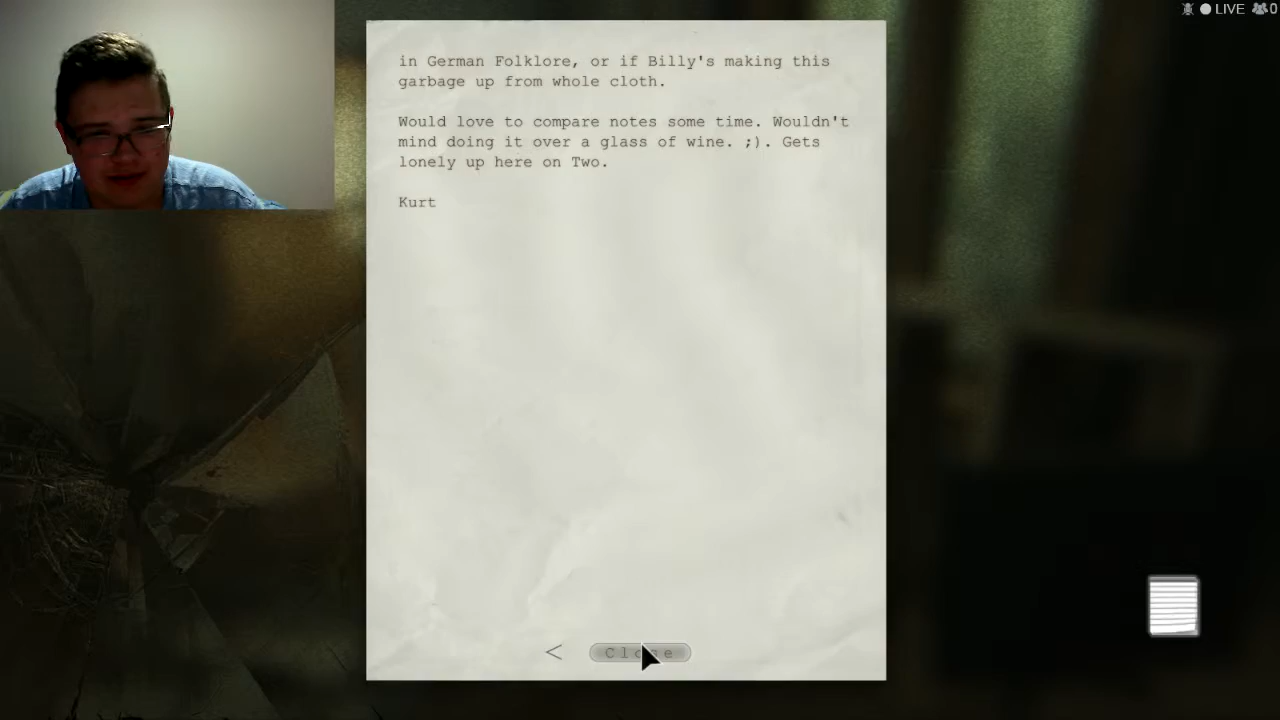 LIVE 0
in German Folklore, or if Billy's making this
garbage up from whole cloth.
Would love to compare notes some time. Wouldn't
mind doing it over a glass of wine. ;). Gets
lonely up here on Two.
Kurt
< Close